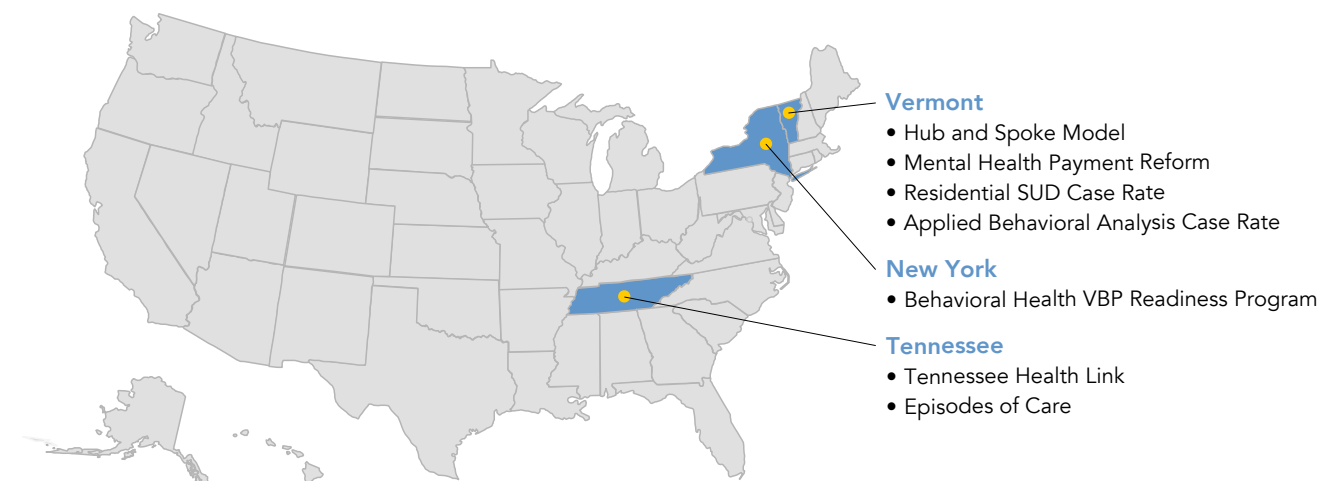 Vermont
• Hub and Spoke Model
• Mental Health Payment Reform
• Residential SUD Case Rate
• Applied Behavioral Analysis Case Rate
New York
• Behavioral Health VBP Readiness Program
Tennessee
• Tennessee Health Link
• Episodes of Care